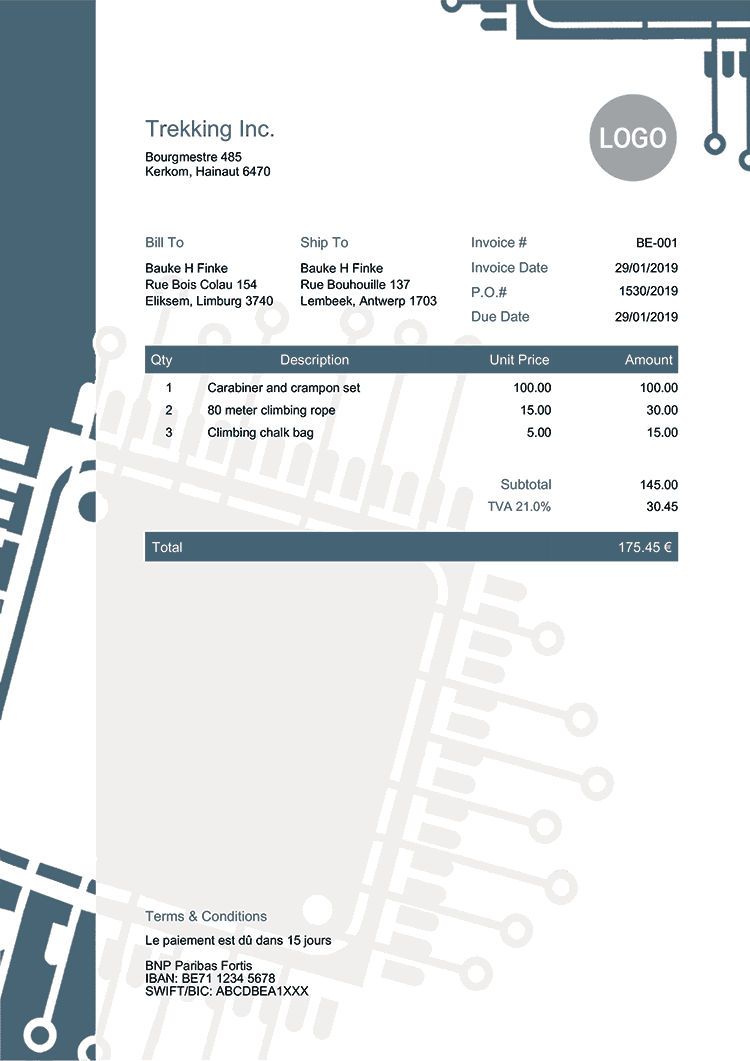 Trekking Inc.
LOGO
Bourgmestre 485
Kerkom, Hainaut 6470
Bill To
Bauke H Finke
Rue Bois Colau 154
Eliksem, Limburg 3740
Ship To
Bauke H Finke
Rue Bouhouille 137
Lembeek, Antwerp 1703
Invoice # BE-001
Invoice Date 29/01/2019
P.O.# 1530/2019
Due Date 29/01/2019
Qty Description Unit Price Amount
1 Carabiner and crampon set 100.00 100.00
2 80 meter climbing rope 15.00 30.00
3 Climbing chalk bag 5.00 15.00
Subtotal 145.00
TVA 21.0% 30.45
Total 175.45 €
Terms & Conditions
Le paiement est dû dans 15 jours
BNP Paribas Fortis
IBAN: BE71 1234 5678
SWIFT/BIC: ABCDBEA1XXX